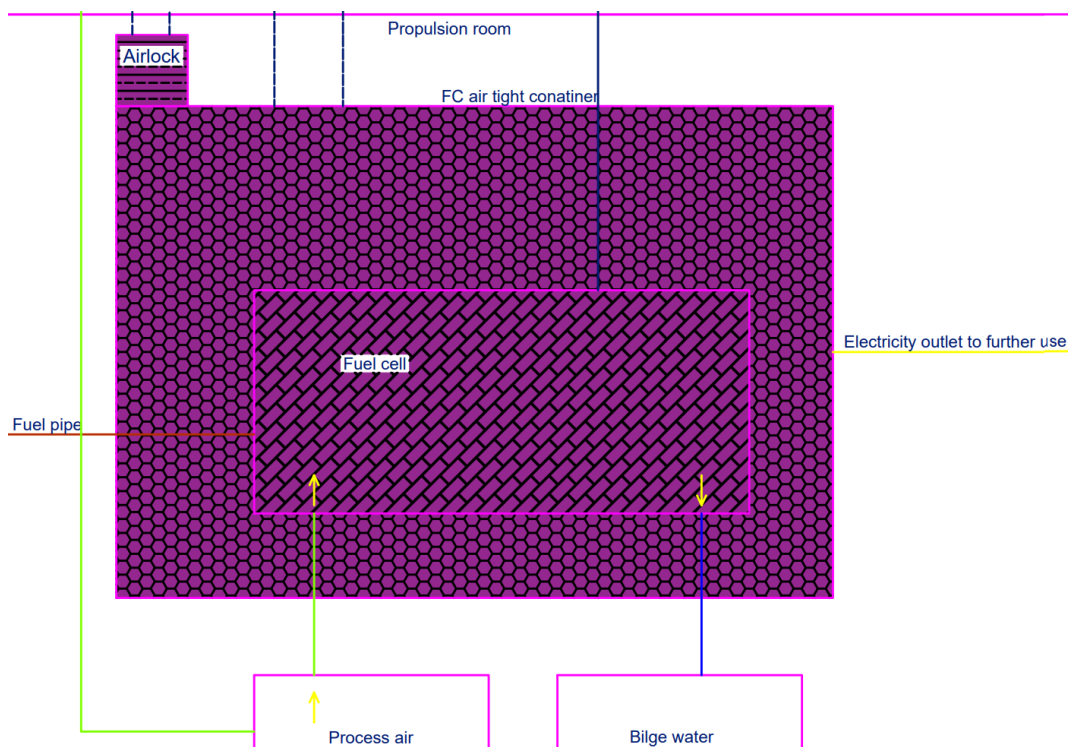 Propulsion room
Airlock
FC air tight conatiner
Electricity outlet to further use
Fuel cell
Fuel pipe
Process air
Bilge water